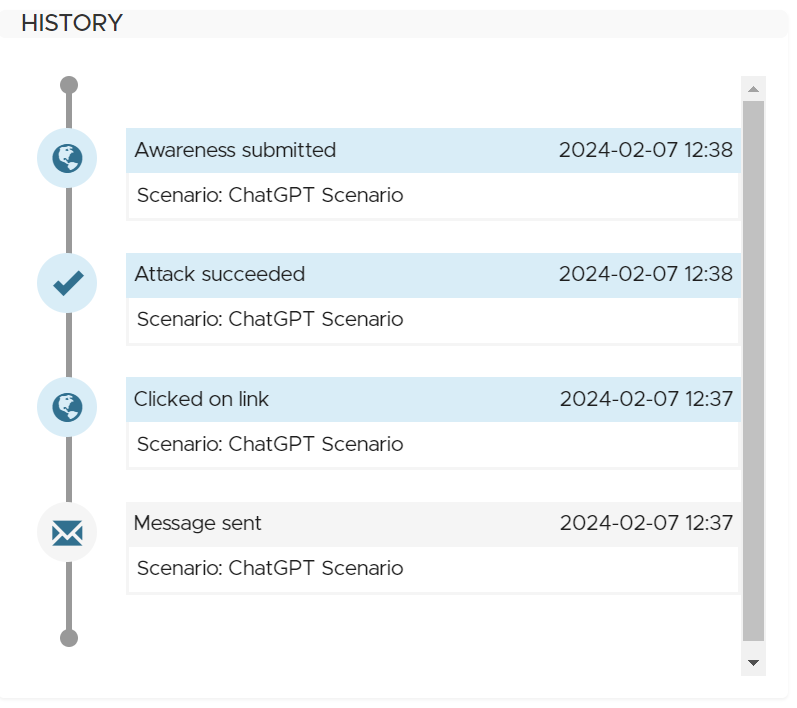 HISTORY
Awareness submitted 2024-02-07 12:38
Scenario: ChatGPT Scenario
Attack succeeded 2024-02-07 12:38
Scenario: ChatGPT Scenario
Clicked on link 2024-02-07 12:37
Scenario: ChatGPT Scenario
Message sent 2024-02-07 12:37
Scenario: ChatGPT Scenario